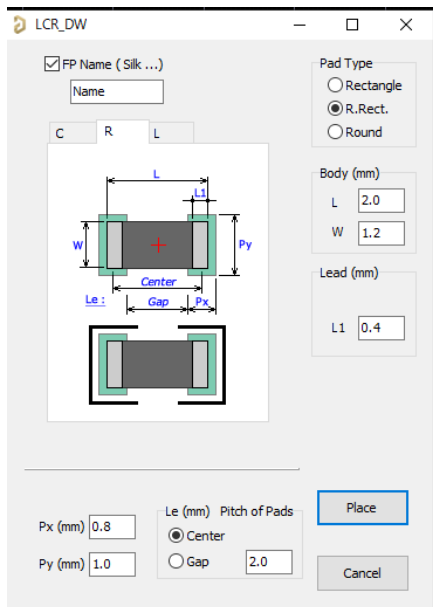 LCR_DW
FP Name ( Silk ...)
Name
C R L
L
L1
W
Py
Center
Le :
Gap
Px
Pad Type
Rectangle
R.Rect.
Round
Body (mm)
L 2.0
W 1.2
Lead (mm)
L1 0.4
Px (mm) 0.8
Py (mm) 1.0
Le (mm) Pitch of Pads
Center
Gap 2.0
Place
Cancel